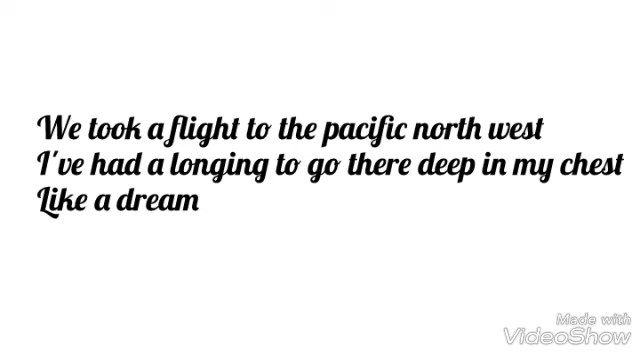 We took a flight to the pacific north west
I've had a longing to go there deep in my chest
Like a dream
Made with
VideoShow